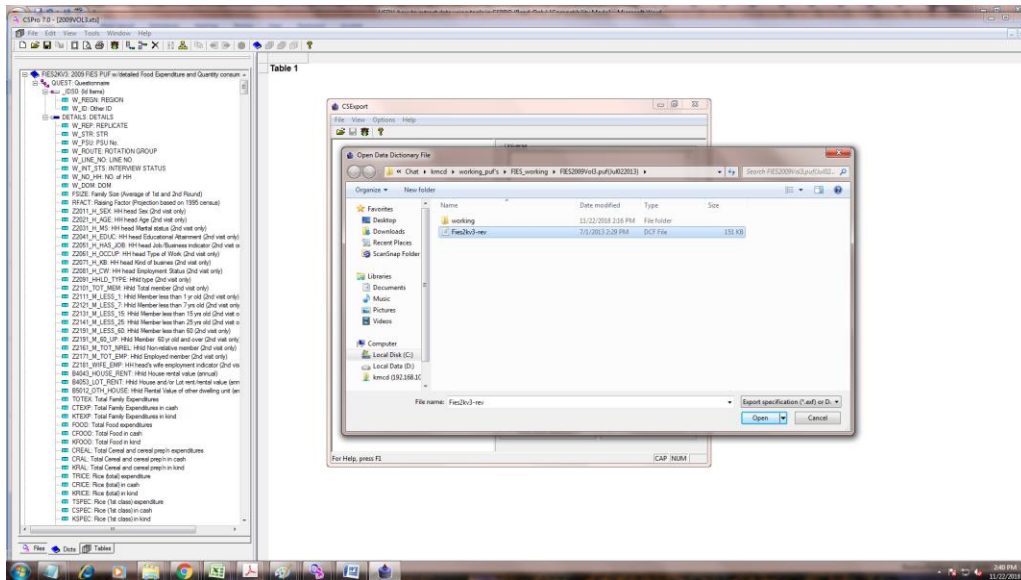 CSPro 7.0 - [2009VOL3.xts]
File Edit View Tools Window Help
Table 1
FIES2KV3: 2009 FIES PUF w/detailed Food Expenditure and Quantity consum
QUEST: Questionnaire
_IDS0: (Id Items)
W_REGN: REGION
W_ID: Other ID
DETAILS: DETAILS
W_REP: REPLICATE
W_STR: STR
W_PSU: PSU No.
W_ROUTE: ROTATION GROUP
W_LINE_NO: LINE NO.
W_INT_STS: INTERVIEW STATUS
W_NO_HH: NO. of HH
W_DOM: DOM
FSIZE: Family Size (Average of 1st and 2nd Round)
RFACT: Raising Factor (Projection based on 1995 census)
Z2011_H_SEX: HH head Sex (2nd visit only)
Z2021_H_AGE: HH head Age (2nd visit only)
Z2031_H_MS: HH head Marital status (2nd visit only)
Z2041_H_EDUC: HH head Educational Attainment (2nd visit only)
Z2051_H_HAS_JOB: HH head Job/Business indicator (2nd visit o
Z2061_H_OCCUP: HH head Type of Work (2nd visit only)
Z2071_H_KB: HH head Kind of busines (2nd visit only)
Z2081_H_CW: HH head Employment Status (2nd visit only)
Z2091_HHLD_TYPE: Hhld type (2nd visit only)
Z2101_TOT_MEM: Hhld Total member (2nd visit only)
Z2111_M_LESS_1: Hhld Member less than 1 yr old (2nd visit only)
Z2121_M_LESS_7: Hhld Member less than 7 yrs old (2nd visit only
Z2131_M_LESS_15: Hhld Member less than 15 yrs old (2nd visit o
Z2141_M_LESS_25: Hhld Member less than 25 yrs old (2nd visit o
Z2151_M_LESS_60: Hhld Member less than 60 (2nd visit only)
Z2191_M_60_UP: Hhld Member 60 yr old and over (2nd visit only
Z2161_M_TOT_NREL: Hhld Non-relative member (2nd visit only)
Z2171_M_TOT_EMP: Hhld Employed member (2nd visit only)
Z2181_WIFE_EMP: HH head's wife employment indicator (2nd vis
B4043_HOUSE_RENT: Hhld House rental value (annual)
B4053_LOT_RENT: Hhld House and/or Lot rent/rental value (ann
B5012_OTH_HOUSE: Hhld Rental Value of other dwelling unit (an
TOTEX: Total Family Expenditures
CTEXP: Total Family Expenditures in cash
KTEXP: Total Family Expenditures in kind
FOOD: Total Food expenditures
CFOOD: Total Food in cash
KFOOD: Total Food in kind
CREAL: Total Cereal and cereal prep'n expenditures
CRAL: Total Cereal and cereal prep'n in cash
KRAL: Total Cereal and cereal prep'n in kind
TRICE: Rice (total) expenditure
CRICE: Rice (total) in cash
KRICE: Rice (total) in kind
TSPEC: Rice (1st class) expenditure
CSPEC: Rice (1st class) in cash
KSPEC: Rice (1st class) in kind
Files Dicts Tables
CSExport
File View Options Help
Open Data Dictionary File
« Chat kmcd working_puf's FIES_working FIES2009Vol3.puf(Jul022013)
Search FIES2009Vol3.puf(Jul02...
Organize New folder
Name Date modified Type Size
working 11/22/2018 2:16 PM File folder
Fies2kv3-rev 7/1/2013 2:29 PM DCF File 151 KB
Favorites
Desktop
Downloads
Recent Places
ScanSnap Folder
Libraries
Documents
Music
Pictures
Videos
Computer
Local Disk (C:)
Local Data (D:)
kmcd (192.168.10
File name: Fies2kv3-rev
Export specification (*.exf) or D.
Open Cancel
For Help, press F1
CAP NUM
2:40 PM
11/22/2018